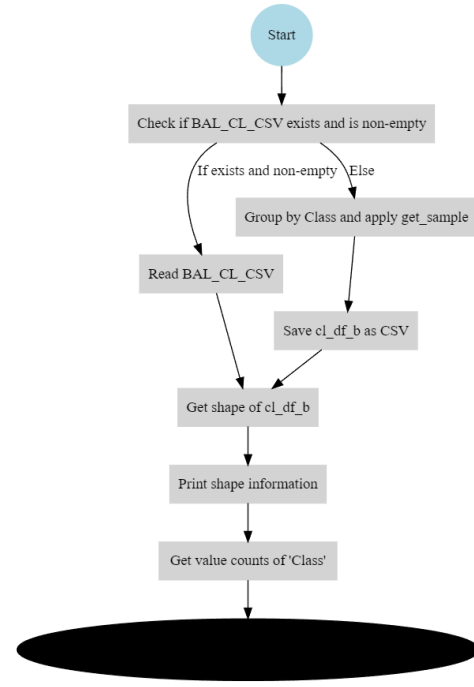 Start
Check if BAL_CL_CSV exists and is non-empty
If exists and non-empty
Else
Group by Class and apply get_sample
Read BAL_CL_CSV
Save cl_df_b as CSV
Get shape of cl_df_b
Print shape information
Get value counts of 'Class'